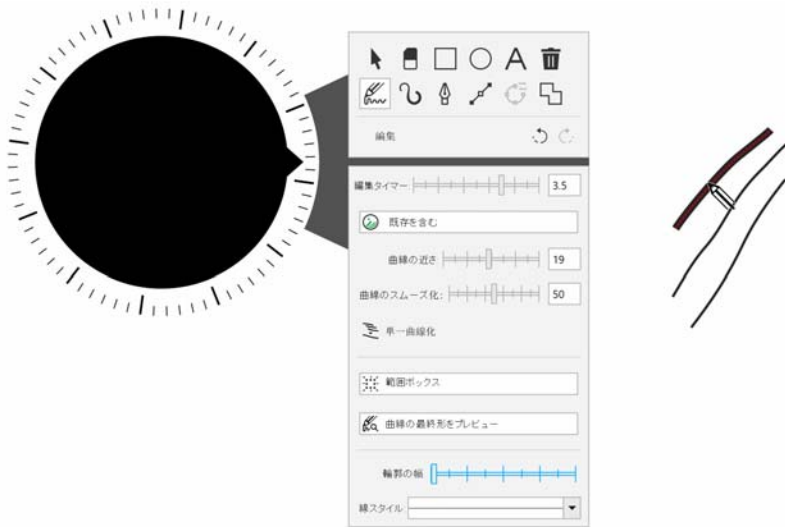 A
編集
編集タイマー 3.5
既存を含む
曲線の近さ 19
曲線のスムーズ化: 50
単一曲線化
範囲ボックス
曲線の最終形をプレビュー
輪郭の幅
線スタイル